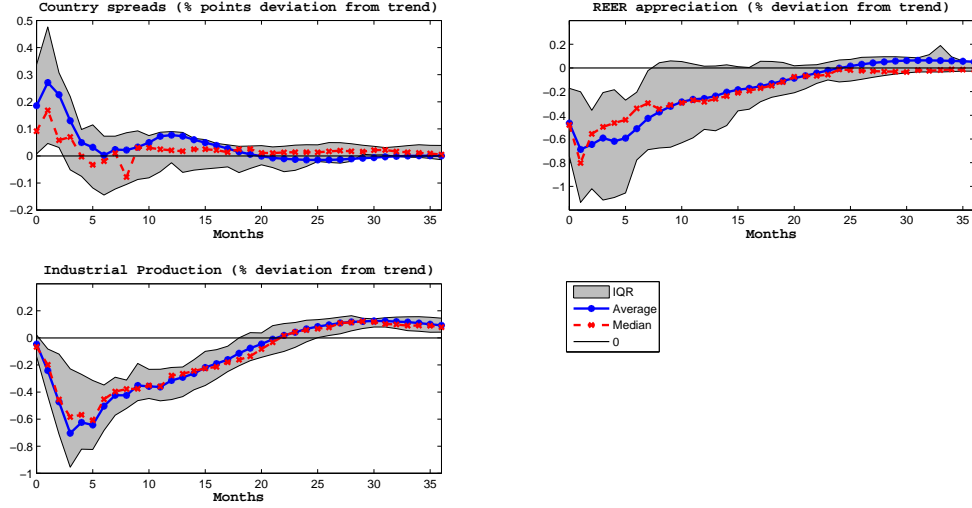 Country spreads (% points deviation from trend)
0.5
0.4
0.3
0.2
0.1
0
−0.1
−0.2
0 5 10 15 20 25 30 35
Months
REER appreciation (% deviation from trend)
0.2
0
−0.2
−0.4
−0.6
−0.8
−1
0 5 10 15 20 25 30 35
Months
Industrial Production (% deviation from trend)
0.2
0
−0.2
−0.4
−0.6
−0.8
−1
0 5 10 15 20 25 30 35
Months
IQR
Average
Median
0